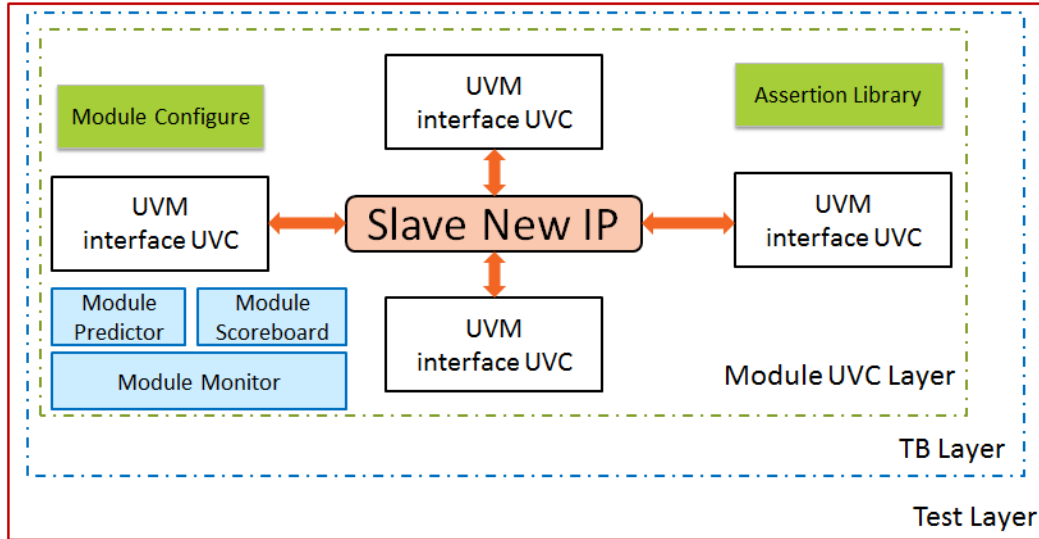 UVM
interface UVC
Module Configure
Assertion Library
UVM
interface UVC
Slave New IP
UVM
interface UVC
Module
Predictor
Module
Scoreboard
UVM
interface UVC
Module Monitor
Module UVC Layer
TB Layer
Test Layer